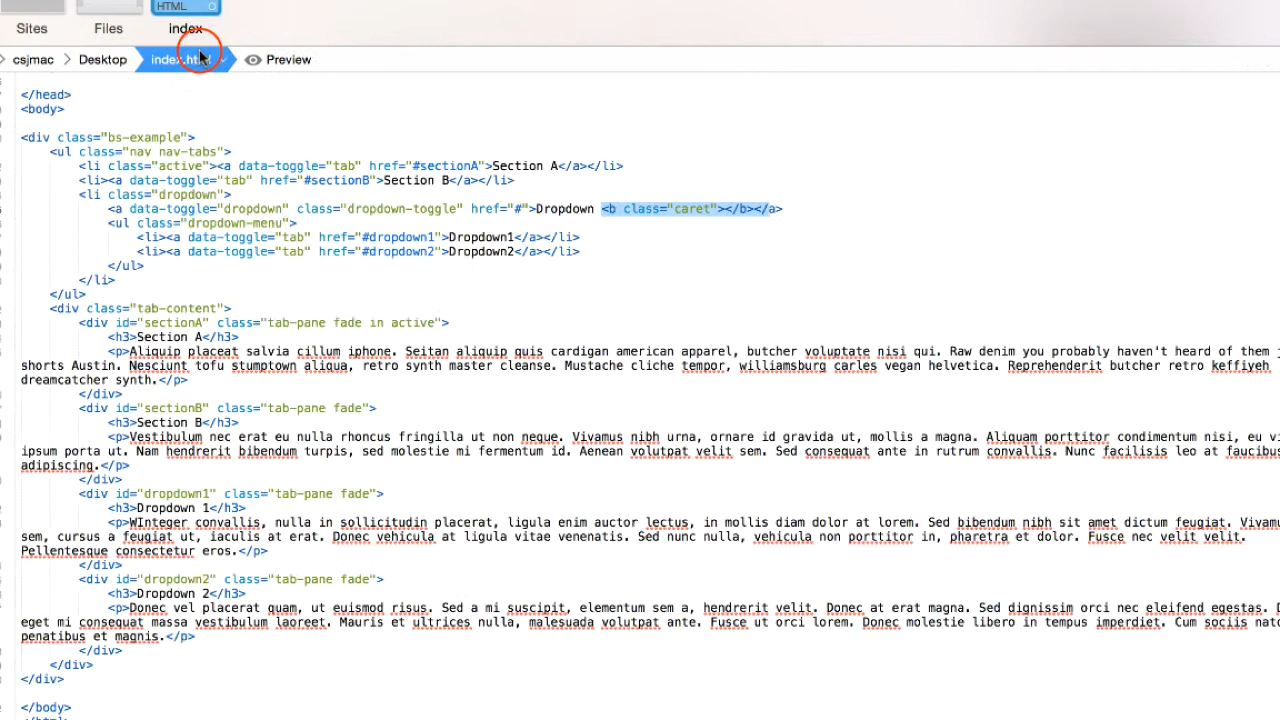 HTML
Sites
Files
index
csjmac
Desktop
index.html
Preview
</head>
<body>
<div class="bs-example">
<ul class="nav nav-tabs">
<li class="active"><a data-toggle="tab" href="#sectionA">Section A</a></li>
<li><a data-toggle="tab" href="#sectionB">Section B</a></li>
<li class="dropdown">
<a data-toggle="dropdown" class="dropdown-toggle" href="#">Dropdown <b class="caret"></b></a>
<ul class="dropdown-menu">
<li><a data-toggle="tab" href="#dropdown1">Dropdown1</a></li>
<li><a data-toggle="tab" href="#dropdown2">Dropdown2</a></li>
</ul>
</li>
</ul>
<div class="tab-content">
<div id="sectionA" class="tab-pane fade in active">
<h3>Section A</h3>
<p>Aliquip placeat salvia cillum iphone. Seitan aliquip quis cardigan american apparel, butcher voluptate nisi qui. Raw denim you probably haven't heard of them
shorts Austin. Nesciunt tofu stumptown aliqua, retro synth master cleanse. Mustache cliche tempor, williamsburg carles vegan helvetica. Reprehenderit butcher retro keffiyeh
dreamcatcher synth.</p>
</div>
<div id="sectionB" class="tab-pane fade">
<h3>Section B</h3>
<p>Vestibulum nec erat eu nulla rhoncus fringilla ut non neque. Vivamus nibh urna, ornare id gravida ut, mollis a magna. Aliquam porttitor condimentum nisi, eu
ipsum porta ut. Nam hendrerit bibendum turpis, sed molestie mi fermentum id. Aenean volutpat velit sem. Sed consequat ante in rutrum convallis. Nunc facilisis leo at faucibus
adipiscing.</p>
</div>
<div id="dropdown1" class="tab-pane fade">
<h3>Dropdown 1</h3>
<p>WInteger convallis, nulla in sollicitudin placerat, ligula enim auctor lectus, in mollis diam dolor at lorem. Sed bibendum nibh sit amet dictum feugiat.
sem, cursus a feugiat ut, iaculis at erat. Donec vehicula at ligula vitae venenatis. Sed nunc nulla, vehicula non porttitor in, pharetra et dolor. Fusce nec velit velit.
Pellentesque consectetur eros.</p>
</div>
<div id="dropdown2" class="tab-pane fade">
<h3>Dropdown 2</h3>
<p>Donec vel placerat quam, ut euismod risus. Sed a mi suscipit, elementum sem a, hendrerit velit. Donec at erat magna. Sed dignissim orci nec eleifend egestas.
eget mi consequat massa vestibulum laoreet. Mauris et ultrices nulla, malesuada volutpat ante. Fusce ut orci lorem. Donec molestie libero in tempus imperdiet. Cum sociis
penatibus et magnis.</p>
</div>
</div>
</div>
</body>